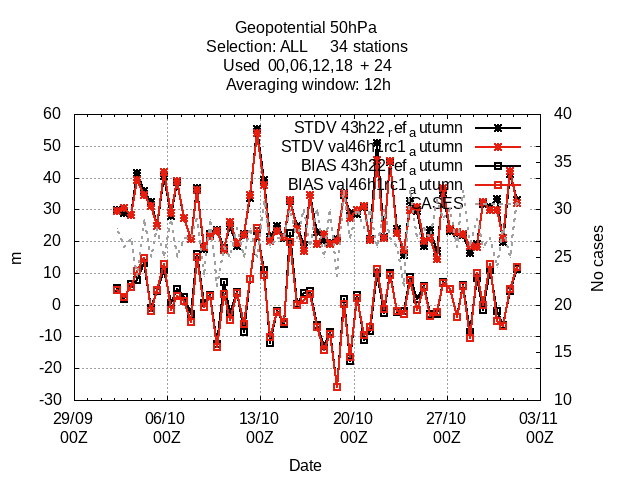 Geopotential 50hPa
Selection: ALL 34 stations
Used 00,06,12,18 + 24
Averaging window: 12h
60 40
STDV 43h22_ref_autumn
50
STDV val46h1rc1_autumn
35
BIAS 43h22_ref_autumn
40
BIAS val46h1rc1_autumn
CASES
30 30
20
25
m
No cases
10
0 20
-10
15
-20
-30 10
29/09 06/10 13/10 20/10 27/10 03/11
00Z 00Z 00Z 00Z 00Z 00Z
Date